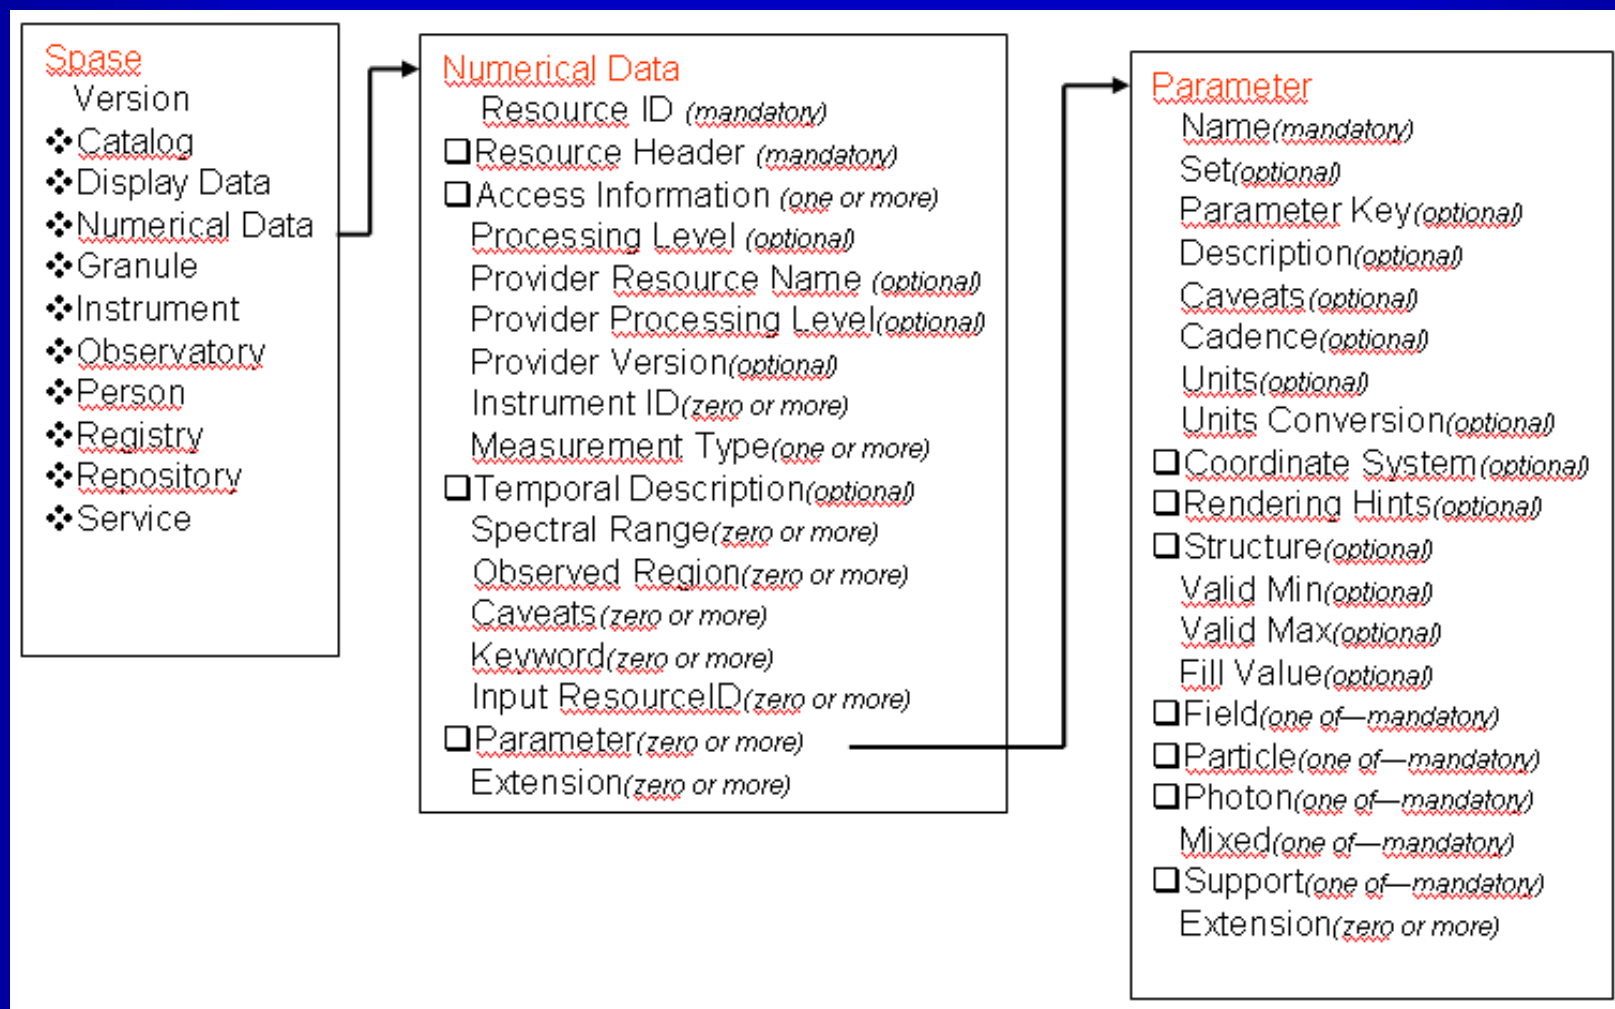 Spase
Version
Catalog
Display Data
Numerical Data
Granule
Instrument
Observatory
Person
Registry
Repository
Service
Numerical Data
Resource ID (mandatory)
Resource Header (mandatory)
Access Information (one or more)
Processing Level (optional)
Provider Resource Name (optional)
Provider Processing Level(optional)
Provider Version(optional)
Instrument ID(zero or more)
Measurement Type(one or more)
Temporal Description(optional)
Spectral Range(zero or more)
Observed Region(zero or more)
Caveats(zero or more)
Keyword(zero or more)
Input ResourceID(zero or more)
Parameter(zero or more)
Extension(zero or more)
Parameter
Name(mandatory)
Set(optional)
Parameter Key(optional)
Description(optional)
Caveats(optional)
Cadence(optional)
Units(optional)
Units Conversion(optional)
Coordinate System(optional)
Rendering Hints(optional)
Structure(optional)
Valid Min(optional)
Valid Max(optional)
Fill Value(optional)
Field(one of—mandatory)
Particle(one of—mandatory)
Photon(one of—mandatory)
Mixed(one of—mandatory)
Support(one of—mandatory)
Extension(zero or more)